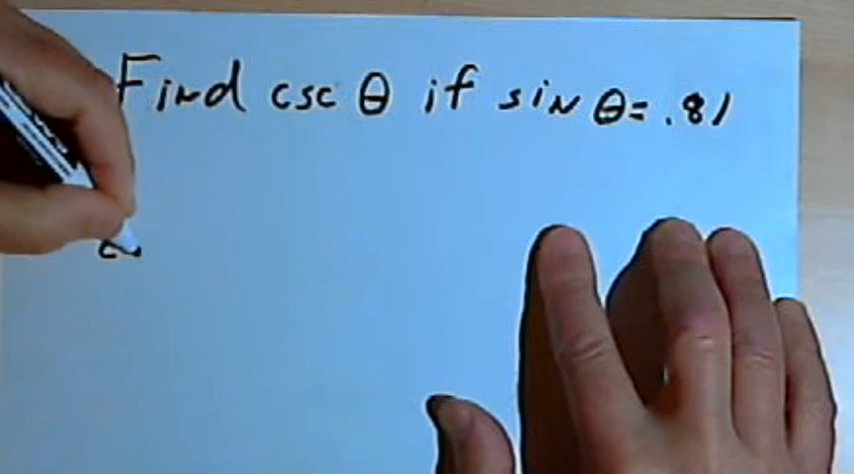 Find csc θ if sin θ= .81